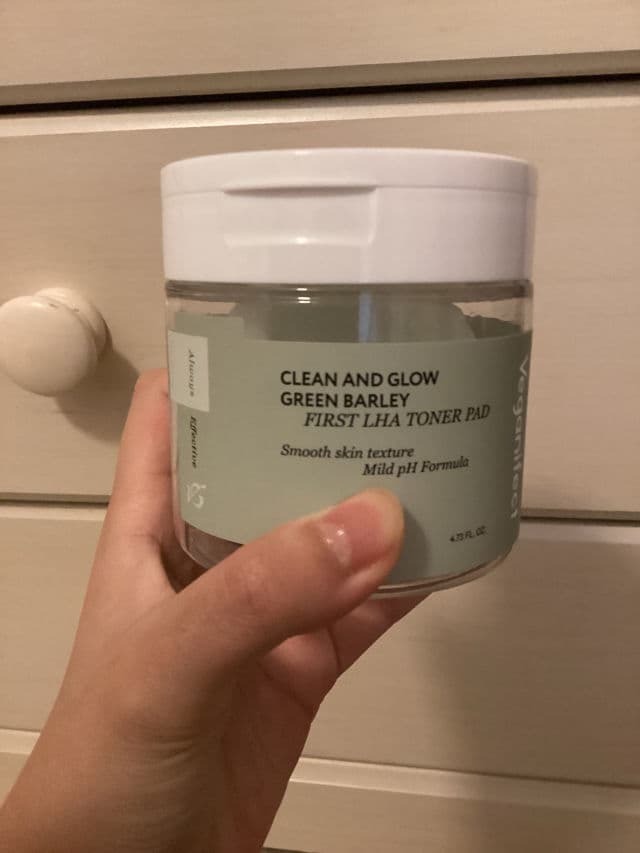 CLEAN AND GLOW
GREEN BARLEY
FIRST LHA TONER PAD
Smooth skin texture
Mild pH Formula
4.73 FL. OZ.
Always Effective
Veganifect